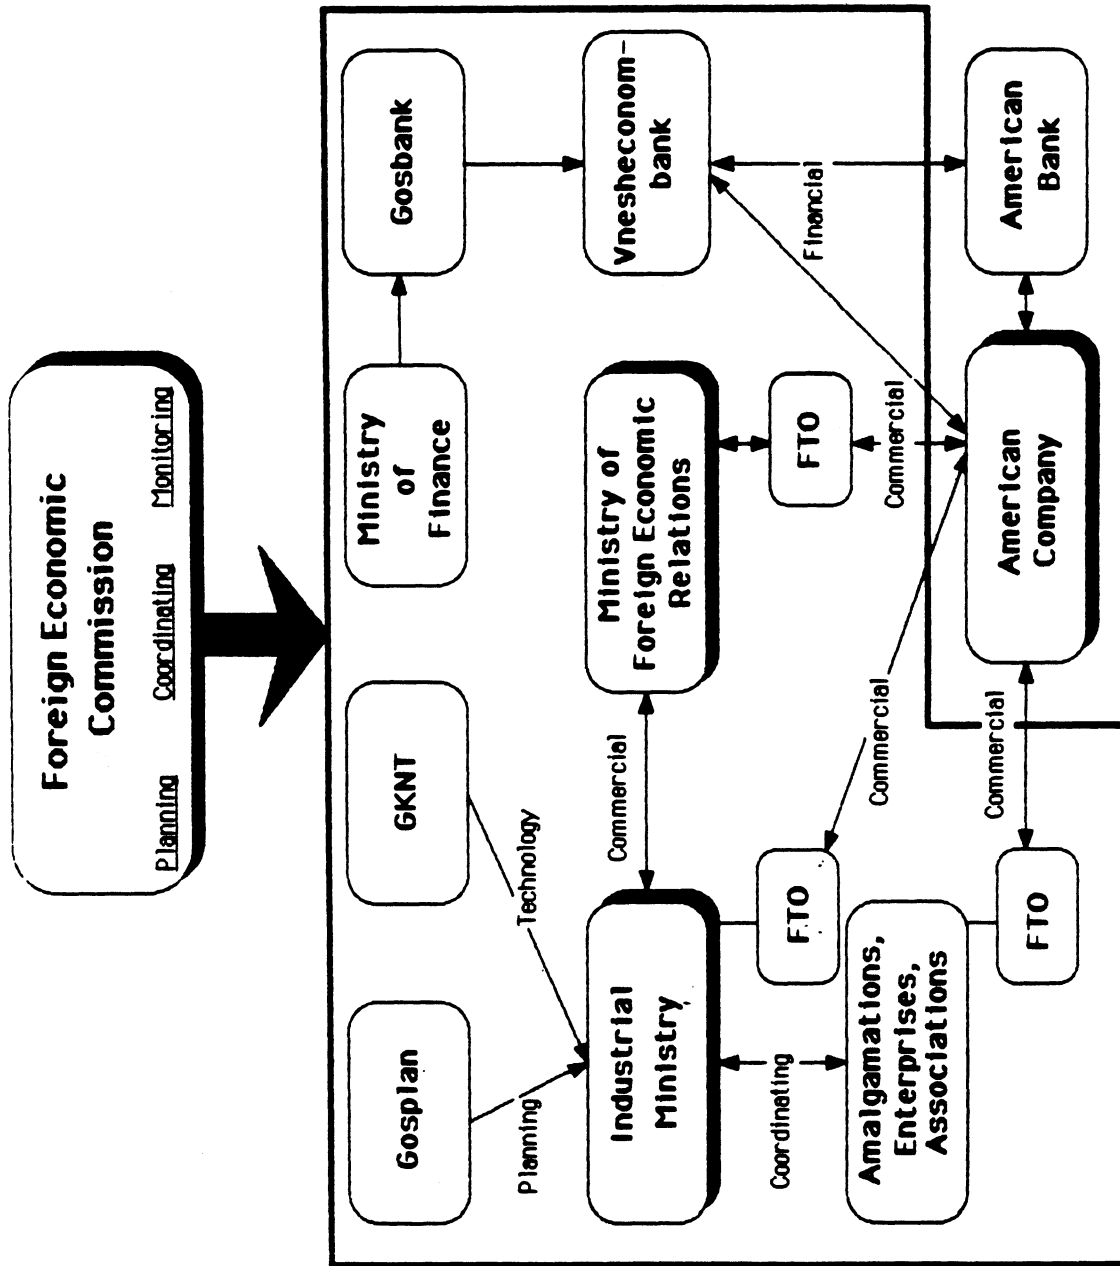 Foreign Economic
Commission
Planning Coordinating Monitoring
Gosplan
GKNT
Ministry
of
Finance
Gosbank
Planning
Technology
Industrial
Ministry
Commercial
Ministry of
Foreign Economic
Relations
Vnesheconom-
bank
Coordinating
FTO
Commercial
FTO
Commercial
Financial
Amalgamations,
Enterprises,
Associations
FTO
Commercial
American
Company
American
Bank